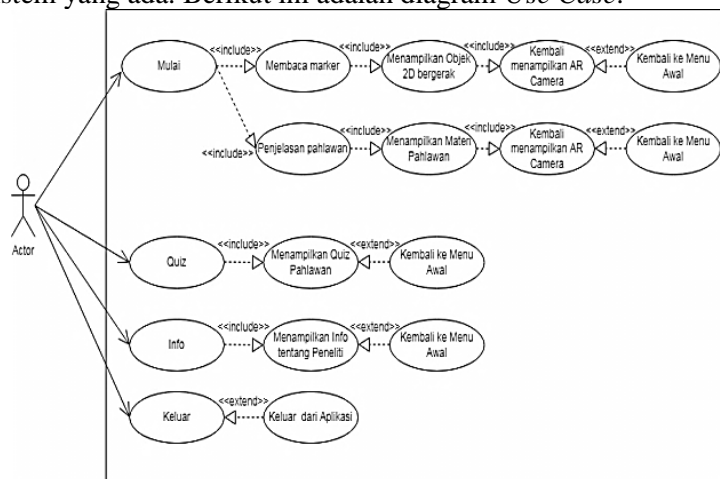 stem yang ada. Berikut ini adalah diagram Use Case.
<<include>>
<<include>>
<<include>>
<<extend>>
Mulai
Membaca marker
Menampilkan Objek
2D bergerak
Kembali
menampilkan AR
Camera
Kembali ke Menu
Awal
<<include>>
<<include>>
<<include>>
<<extend>>
Penjelasan pahlawan
Menampilkan Materi
Pahlawan
Kembali
menampilkan AR
Camera
Kembali ke Menu
Awal
Actor
<<include>>
<<extend>>
Quiz
Menampilkan Quiz
Pahlawan
Kembali ke Menu
Awal
<<include>>
<<extend>>
Info
Menampilkan Info
tentang Peneliti
Kembali ke Menu
Awal
<<extend>>
Keluar
Keluar dari Aplikasi